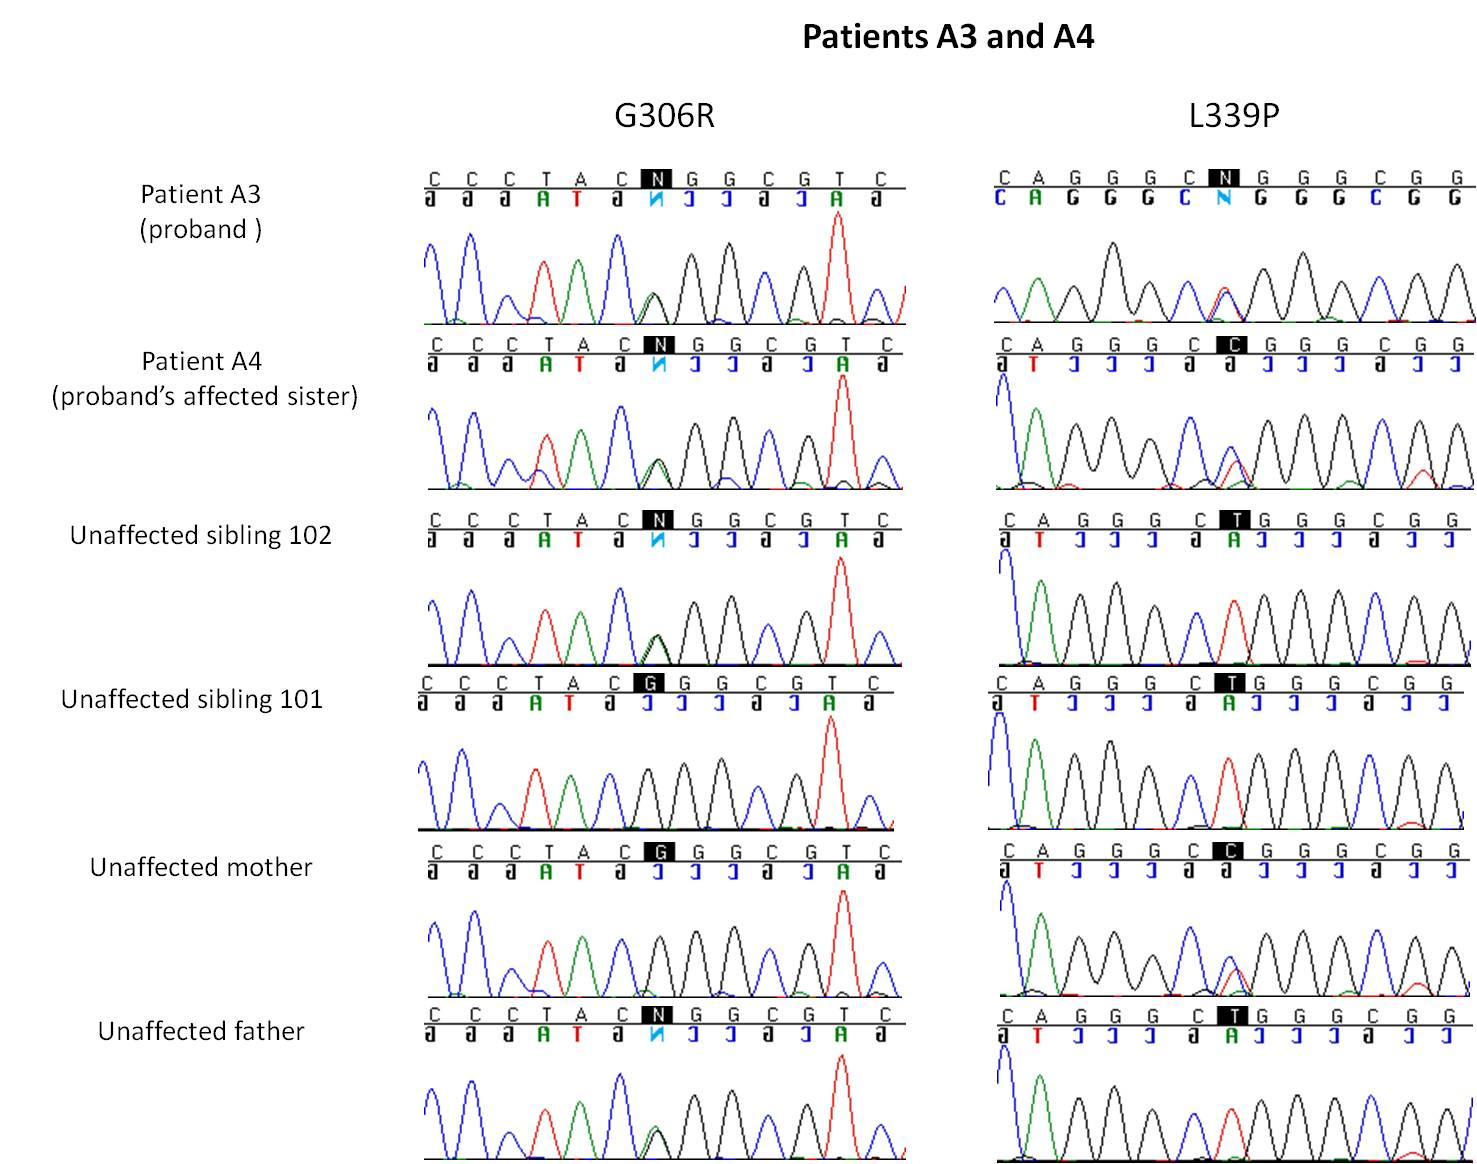 Patients A3 and A4
G306R
L339P
Patient A3
(proband )
C C C T A C N G G C G T C
G G G A T G N C C G C A G
C A G G G C N G G G C G G
C A G G G C N G G G C G G
Patient A4
(proband's affected sister)
C C C T A C N G G C G T C
G G G A T G N C C G C A G
C A G G G C C G G G C G G
G T C C C G G C C C G C C
Unaffected sibling 102
C C C T A C N G G C G T C
G G G A T G N C C G C A G
C A G G G C T G G G C G G
G T C C C G A C C C G C C
Unaffected sibling 101
C C C T A C G G G C G T C
G G G A T G C C C G C A G
C A G G G C T G G G C G G
G T C C C G A C C C G C C
Unaffected mother
C C C T A C G G G C G T C
G G G A T G C C C G C A G
C A G G G C C G G G C G G
G T C C C G G C C C G C C
Unaffected father
C C C T A C N G G C G T C
G G G A T G N C C G C A G
C A G G G C T G G G C G G
G T C C C G A C C C G C C